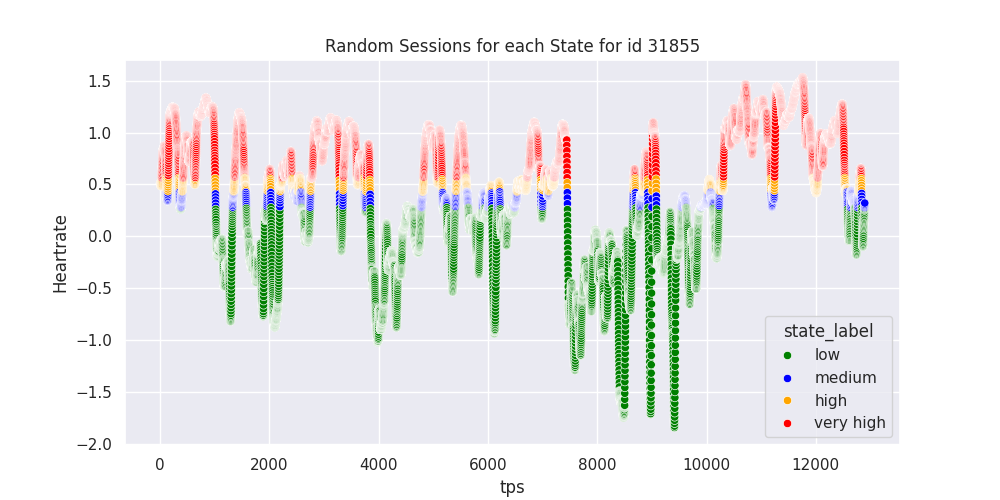 Random Sessions for each State for id 31855
1.5
1.0
0.5
0.0
−0.5
−1.0
−1.5
−2.0
Heartrate
state_label
low
medium
high
very high
0
2000
4000
6000
8000
10000
12000
tps